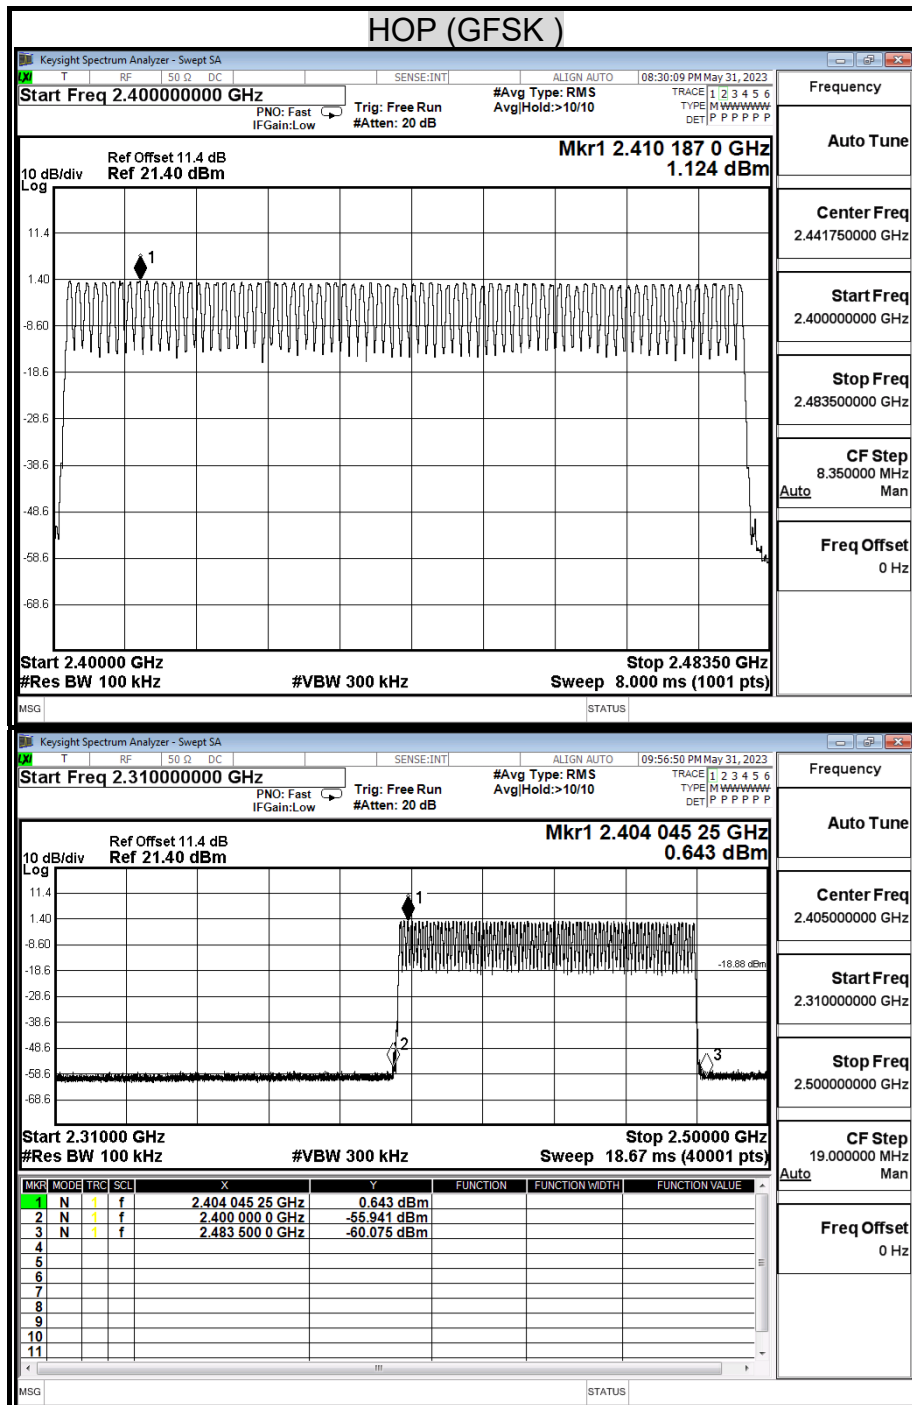 HOP (GFSK )
Keysight Spectrum Analyzer - Swept SA
LXI T RF 50 Ω DC SENSE:INT ALIGN AUTO 08:30:09 PM May 31, 2023
Start Freq 2.400000000 GHz
PNO: Fast
IFGain:Low
Trig: Free Run
#Atten: 20 dB
#Avg Type: RMS
Avg|Hold:>10/10
TRACE 1 2 3 4 5 6
TYPE M WWWWW
DET P P P P P P
Ref Offset 11.4 dB
Ref 21.40 dBm
10 dB/div
Log
Mkr1 2.410 187 0 GHz
1.124 dBm
1
11.4
1.40
-8.60
-18.6
-28.6
-38.6
-48.6
-58.6
-68.6
Start 2.40000 GHz
Stop 2.48350 GHz
#Res BW 100 kHz
#VBW 300 kHz
Sweep 8.000 ms (1001 pts)
MSG
STATUS
Frequency
Auto Tune
Center Freq
2.441750000 GHz
Start Freq
2.400000000 GHz
Stop Freq
2.483500000 GHz
CF Step
8.350000 MHz
Auto Man
Freq Offset
0 Hz
Keysight Spectrum Analyzer - Swept SA
LXI T RF 50 Ω DC SENSE:INT ALIGN AUTO 09:56:50 PM May 31, 2023
Start Freq 2.310000000 GHz
PNO: Fast
IFGain:Low
Trig: Free Run
#Atten: 20 dB
#Avg Type: RMS
Avg|Hold:>10/10
TRACE 1 2 3 4 5 6
TYPE M WWWWW
DET P P P P P P
Ref Offset 11.4 dB
Ref 21.40 dBm
10 dB/div
Log
Mkr1 2.404 045 25 GHz
0.643 dBm
1
11.4
1.40
-8.60
-18.6
-18.88 dBm
-28.6
-38.6
-48.6
2
3
-58.6
-68.6
Start 2.31000 GHz
Stop 2.50000 GHz
#Res BW 100 kHz
#VBW 300 kHz
Sweep 18.67 ms (40001 pts)
MKR MODE TRC SCL X Y FUNCTION FUNCTION WIDTH FUNCTION VALUE
1 N 1 f 2.404 045 25 GHz 0.643 dBm
2 N 1 f 2.400 000 0 GHz -55.941 dBm
3 N 1 f 2.483 500 0 GHz -60.075 dBm
4
5
6
7
8
9
10
11
MSG
STATUS
Frequency
Auto Tune
Center Freq
2.405000000 GHz
Start Freq
2.310000000 GHz
Stop Freq
2.500000000 GHz
CF Step
19.000000 MHz
Auto Man
Freq Offset
0 Hz